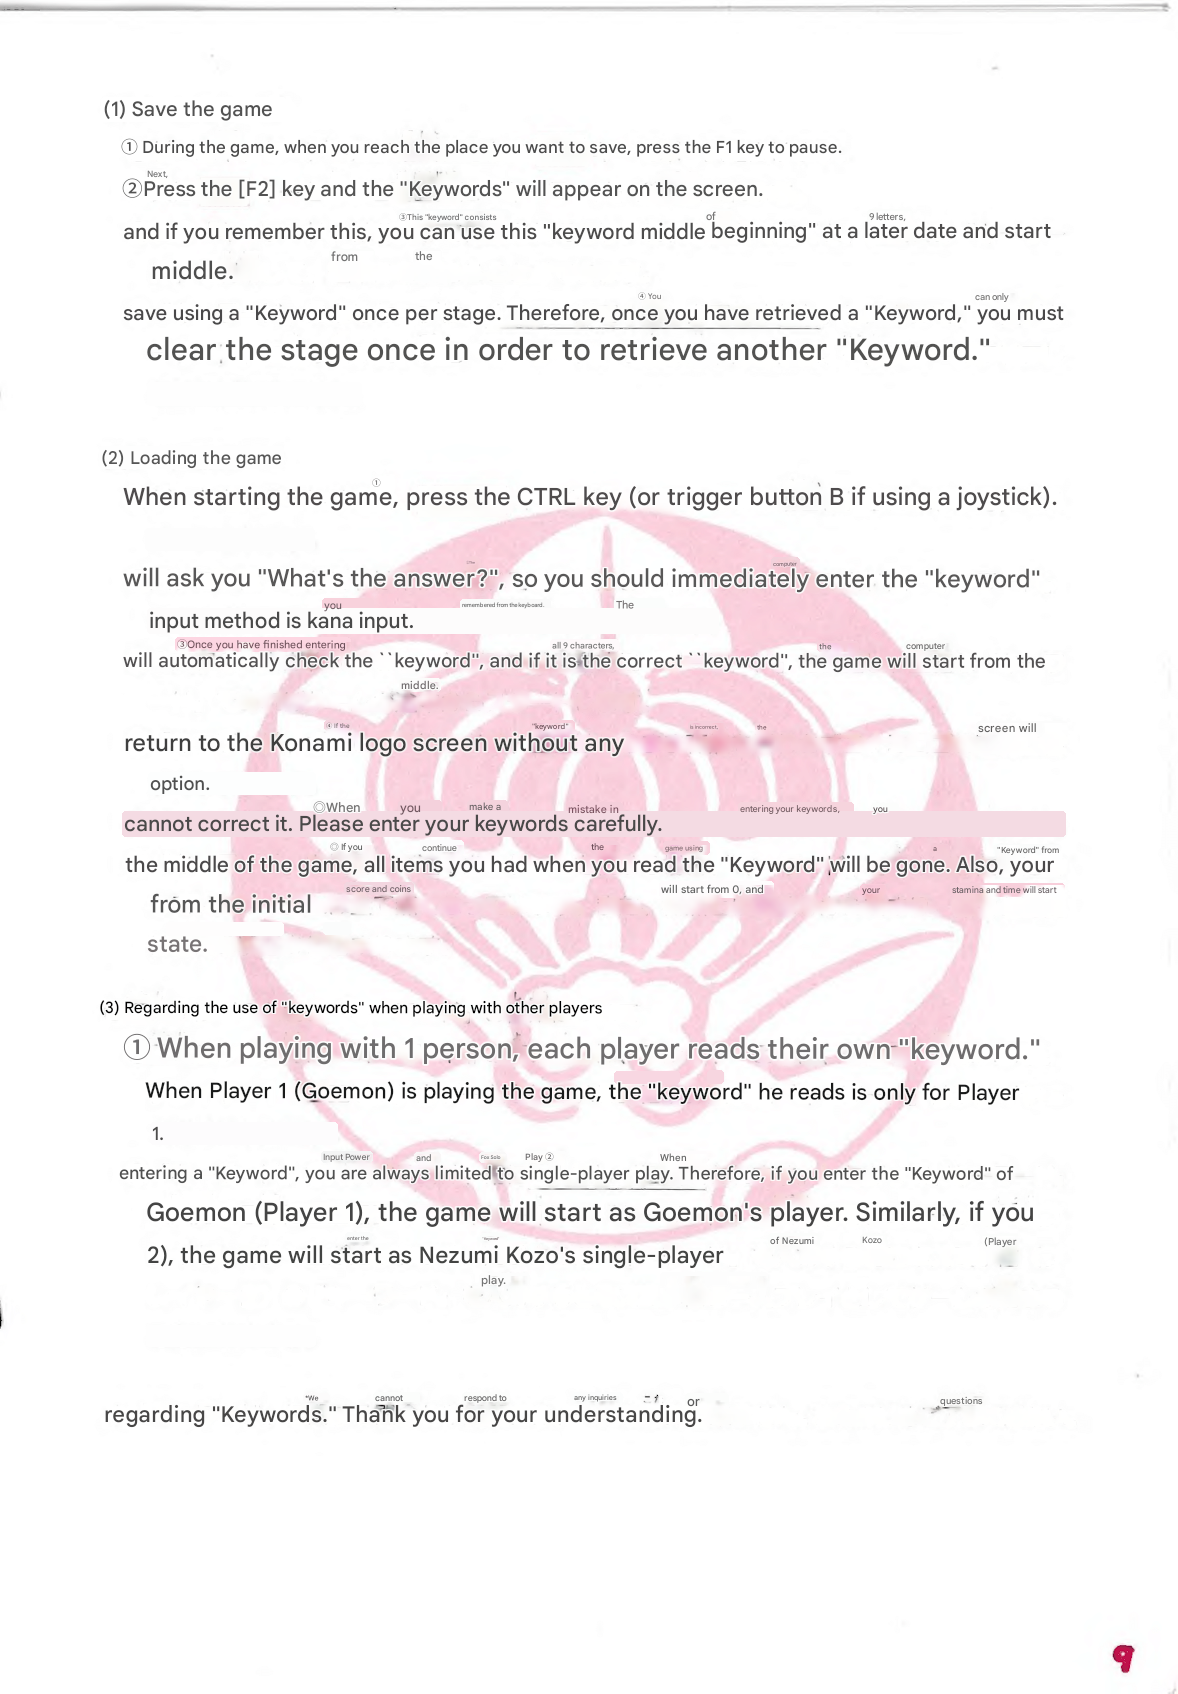 (1) Save the game
① During the game, when you reach the place you want to save, press the F1 key to pause.
Next,
②Press the [F2] key and the "Keywords" will appear on the screen.
③This "keyword" consists of 9 letters,
and if you remember this, you can use this "keyword middle beginning" at a later date and start
from the
middle.
④ You can only
save using a "Keyword" once per stage. Therefore, once you have retrieved a "Keyword," you must
clear the stage once in order to retrieve another "Keyword."
(2) Loading the game
①
When starting the game, press the CTRL key (or trigger button B if using a joystick).
computer
will ask you "What's the answer?", so you should immediately enter the "keyword"
you remembered from the keyboard. The
input method is kana input.
③Once you have finished entering all 9 characters, the computer
will automatically check the ``keyword", and if it is the correct ``keyword", the game will start from the
middle.
④ If the "keyword" is incorrect, the screen will
return to the Konami logo screen without any
option.
◎When you make a mistake in entering your keywords, you
cannot correct it. Please enter your keywords carefully.
◎ If you continue the game using a "Keyword" from
the middle of the game, all items you had when you read the "Keyword" will be gone. Also, your
score and coins will start from 0, and your stamina and time will start
from the initial
state.
(3) Regarding the use of "keywords" when playing with other players
① When playing with 1 person, each player reads their own "keyword."
When Player 1 (Goemon) is playing the game, the "keyword" he reads is only for Player
1.
Input Power and Fox Solo Play ② When
entering a "Keyword", you are always limited to single-player play. Therefore, if you enter the "Keyword" of
Goemon (Player 1), the game will start as Goemon's player. Similarly, if you
enter the "Keyword" of Nezumi Kozo (Player
2), the game will start as Nezumi Kozo's single-player
play.
"We cannot respond to any inquiries or questions
regarding "Keywords." Thank you for your understanding.
9